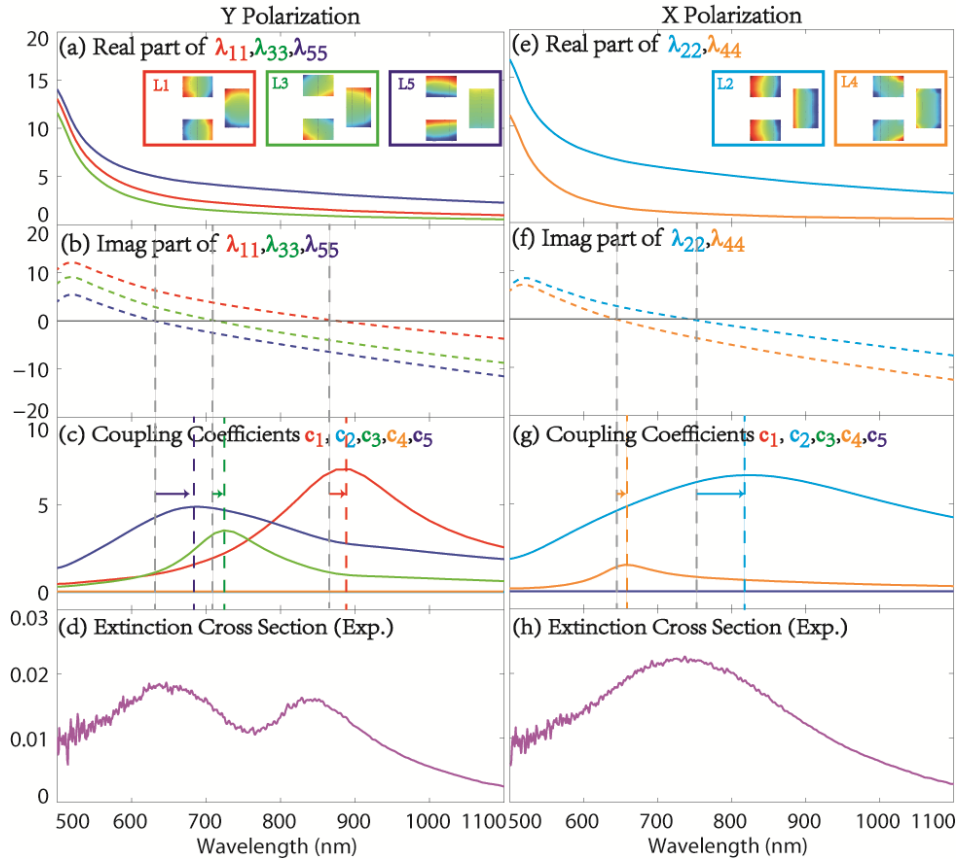 Y Polarization
X Polarization
(a) Real part of λ11,λ33,λ55
L1
L3
L5
20
15
10
5
0
(e) Real part of λ22,λ44
L2
L4
(b) Imag part of λ11,λ33,λ55
20
10
0
−10
−20
(f) Imag part of λ22,λ44
(c) Coupling Coefficients c1, c2,c3,c4,c5
10
5
0
(g) Coupling Coefficients c1, c2,c3,c4,c5
(d) Extinction Cross Section (Exp.)
0.03
0.02
0.01
0
(h) Extinction Cross Section (Exp.)
500 600 700 800 900 1000 1100
500 600 700 800 900 1000 1100
Wavelength (nm)
Wavelength (nm)